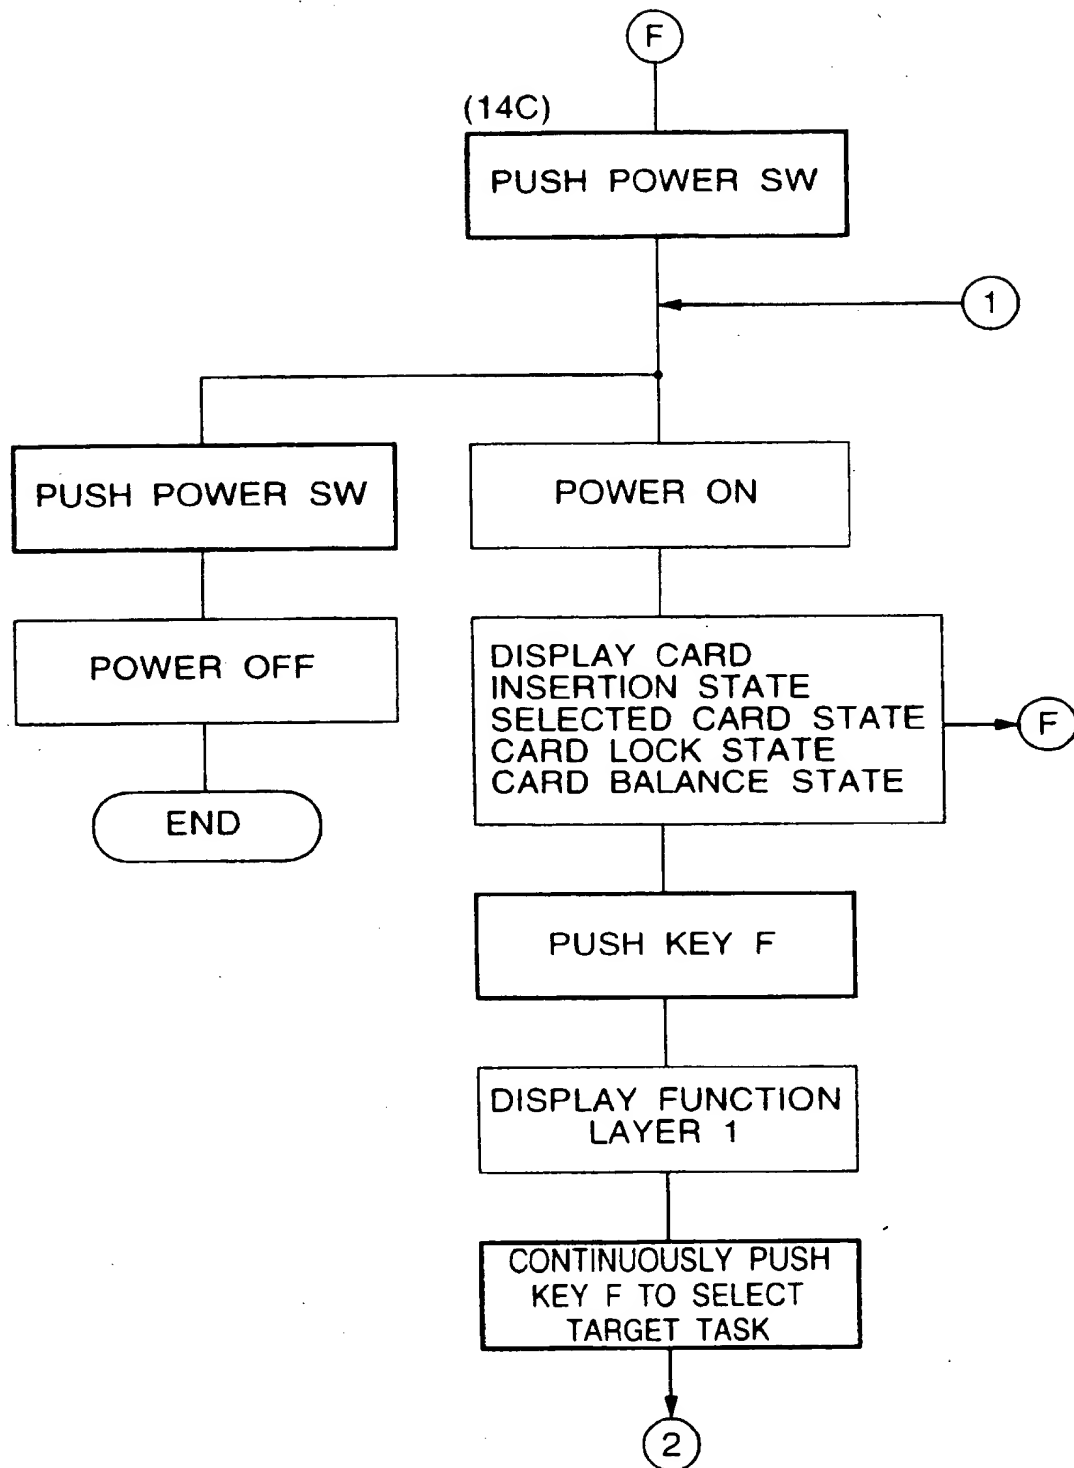 F
(14C)
PUSH POWER SW
1
PUSH POWER SW
POWER ON
POWER OFF
DISPLAY CARD
INSERTION STATE
SELECTED CARD STATE
CARD LOCK STATE
CARD BALANCE STATE
F
END
PUSH KEY F
DISPLAY FUNCTION
LAYER 1
CONTINUOUSLY PUSH
KEY F TO SELECT
TARGET TASK
2